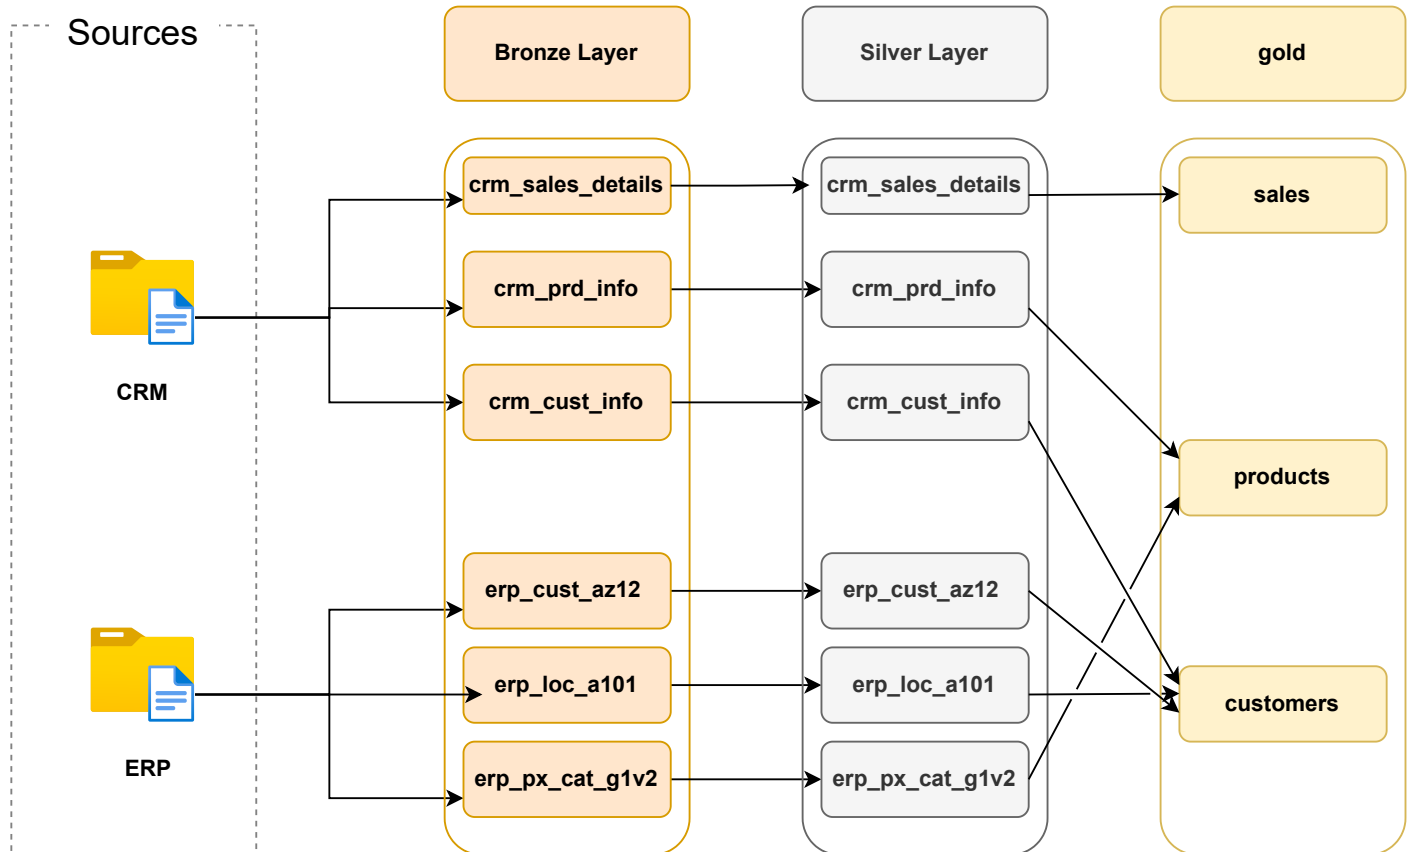 Sources
Bronze Layer
Silver Layer
gold
crm_sales_details
crm_sales_details
sales
crm_prd_info
crm_prd_info
CRM
crm_cust_info
crm_cust_info
products
erp_cust_az12
erp_cust_az12
erp_loc_a101
erp_loc_a101
customers
ERP
erp_px_cat_g1v2
erp_px_cat_g1v2